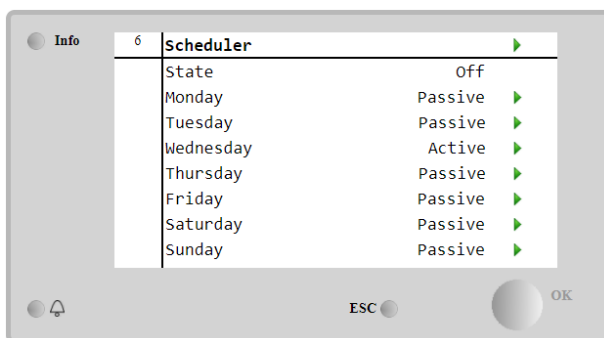 Info
6 Scheduler
State Off
Monday Passive
Tuesday Passive
Wednesday Active
Thursday Passive
Friday Passive
Saturday Passive
Sunday Passive
ESC
OK